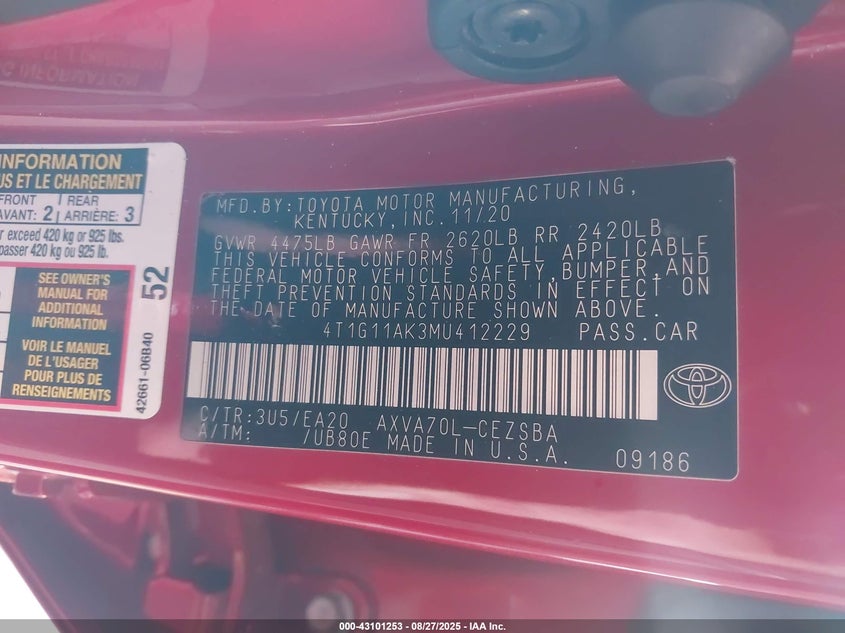 INFORMATION
US ET LE CHARGEMENT
FRONT
AVANT: 2
REAR
ARRIÈRE: 3
exceed 420 kg or 925 lbs.
passer 420 kg ou 925 lb.
SEE OWNER'S
MANUAL FOR
ADDITIONAL
INFORMATION
VOIR LE MANUEL
DE L'USAGER
POUR PLUS DE
RENSEIGNEMENTS
52
42661-06B40
MFD.BY:TOYOTA MOTOR MANUFACTURING,
KENTUCKY,INC.11/20
GVWR 4475LB GAWR FR 2620LB RR 2420LB
THIS VEHICLE CONFORMS TO ALL APPLICABLE
FEDERAL MOTOR VEHICLE SAFETY,BUMPER,AND
THEFT PREVENTION STANDARDS IN EFFECT ON
THE DATE OF MANUFACTURE SHOWN ABOVE.
4T1G11AK3MU412229 PASS.CAR
C/TR:3U5/EA20 AXVA70L-CEZSBA
A/TM: /UB80E MADE IN U.S.A. 09186
000-43101253 - 08/27/2025 - IAA Inc.